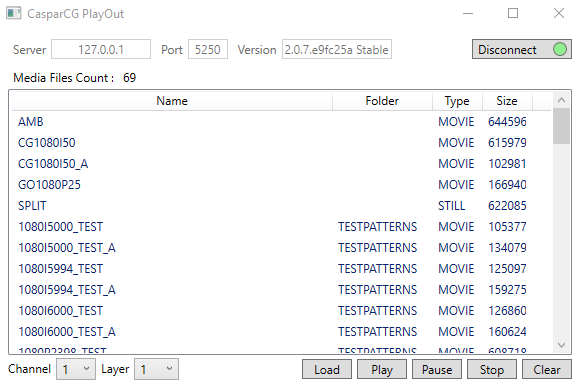 CasparCG PlayOut
Server 127.0.0.1 Port 5250 Version 2.0.7.e9fc25a Stable Disconnect
Media Files Count : 69
Name Folder Type Size
AMB MOVIE 644596
CG1080I50 MOVIE 615979
CG1080I50_A MOVIE 102981
GO1080P25 MOVIE 166940
SPLIT STILL 622085
1080I5000_TEST TESTPATTERNS MOVIE 105377
1080I5000_TEST_A TESTPATTERNS MOVIE 134079
1080I5994_TEST TESTPATTERNS MOVIE 125097
1080I5994_TEST_A TESTPATTERNS MOVIE 159275
1080I6000_TEST TESTPATTERNS MOVIE 126860
1080I6000_TEST_A TESTPATTERNS MOVIE 160624
1080P2398_TEST TESTPATTERNS MOVIE 608718
Channel 1 Layer 1 Load Play Pause Stop Clear